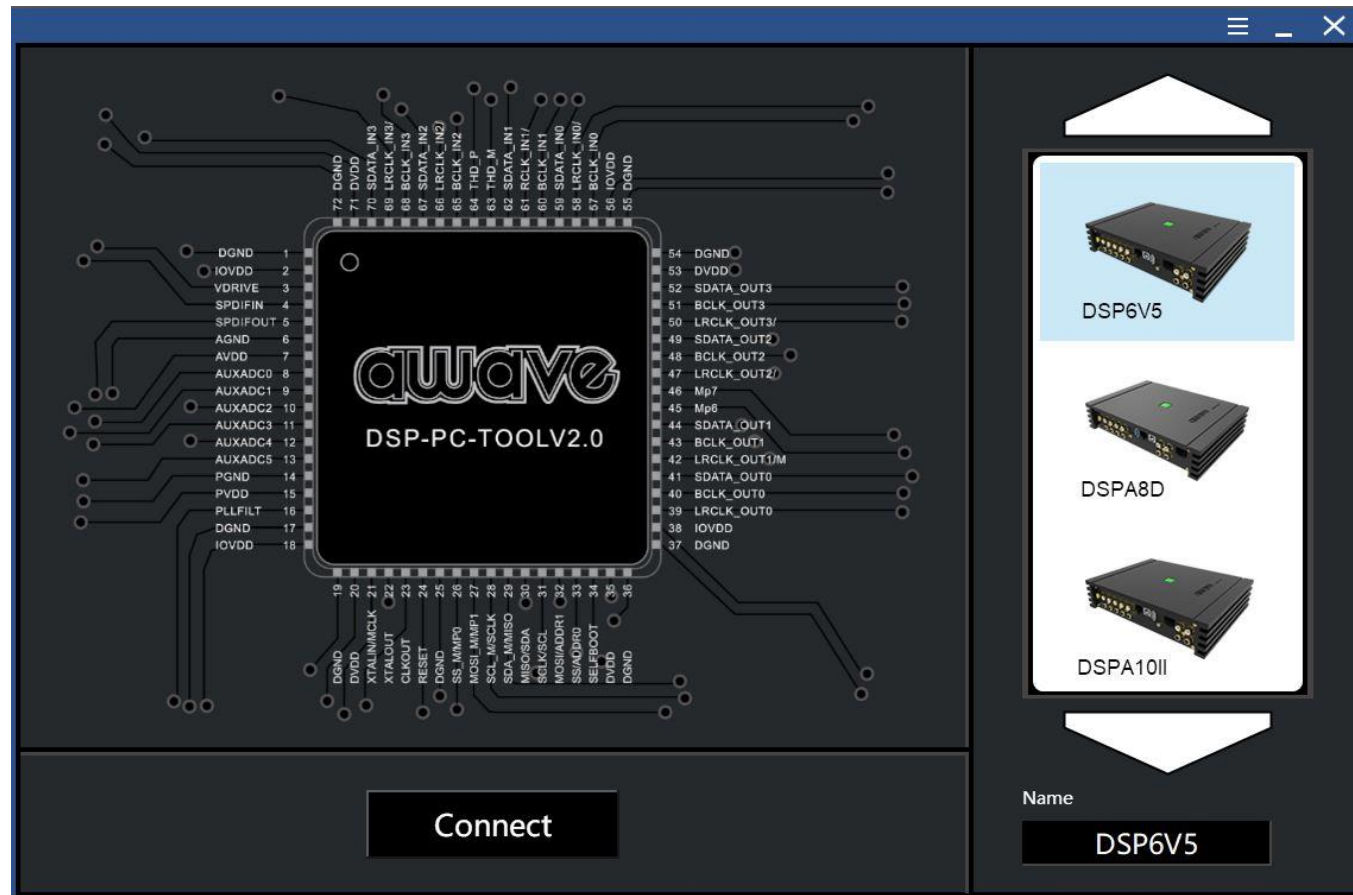 72 DGND
71 DVDD
70 SDATA_IN3
69 LRCLK_IN3/
68 BCLK_IN3
67 SDATA_IN2
66 LRCLK_IN2/
65 BCLK_IN2
64 THD_P
63 THD_M
62 SDATA_IN1
61 RCLK_IN1/
60 BCLK_IN1
59 SDATA_IN0
58 LRCLK_IN0/
57 BCLK_IN0
56 IOVDD
55 DGND
DGND 1
IOVDD 2
VDRIVE 3
SPDIFIN 4
SPDIFOUT 5
AGND 6
AVDD 7
AUXADC0 8
AUXADC1 9
AUXADC2 10
AUXADC3 11
AUXADC4 12
AUXADC5 13
PGND 14
PVDD 15
PLLFILT 16
DGND 17
IOVDD 18
awave
DSP-PC-TOOLV2.0
54 DGND
53 DVDD
52 SDATA_OUT3
51 BCLK_OUT3
50 LRCLK_OUT3/
49 SDATA_OUT2
48 BCLK_OUT2
47 LRCLK_OUT2/
46 Mp7
45 Mp6
44 SDATA_OUT1
43 BCLK_OUT1
42 LRCLK_OUT1/M
41 SDATA_OUT0
40 BCLK_OUT0
39 LRCLK_OUT0
38 IOVDD
37 DGND
DGND 19
DVDD 20
XTALIN/MCLK 21
XTALOUT 22
CLKOUT 23
RESET 24
DGND 25
SS_M/MP0 26
MOSI_M/MP1 27
SCL_M/SCLK 28
SDA_M/MISO 29
MISO/SDA 30
SCLK/SCL 31
MOSI/ADDR1 32
SS/ADDR0 33
SELFBOOT 34
DVDD 35
DGND 36
Connect
DSP6V5
DSPA8D
DSPA10II
Name
DSP6V5